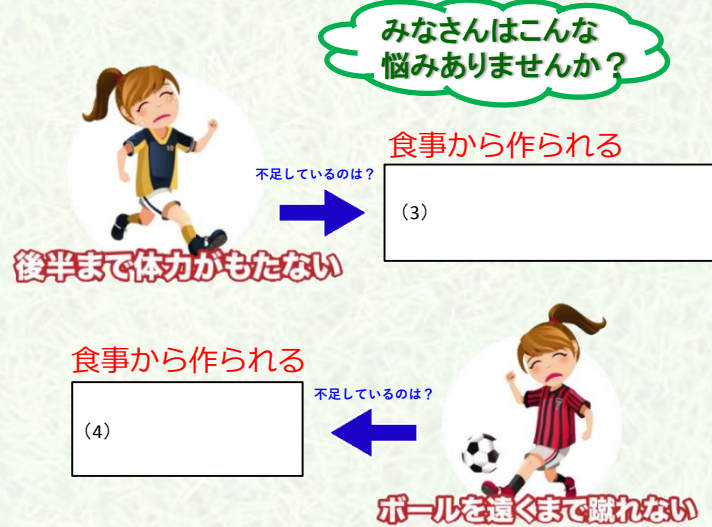 みなさんはこんな
悩みありませんか？
食事から作られる
不足しているのは？
（3）
後半まで体力がもたない
食事から作られる
不足しているのは？
（4）
ボールを遠くまで蹴れない